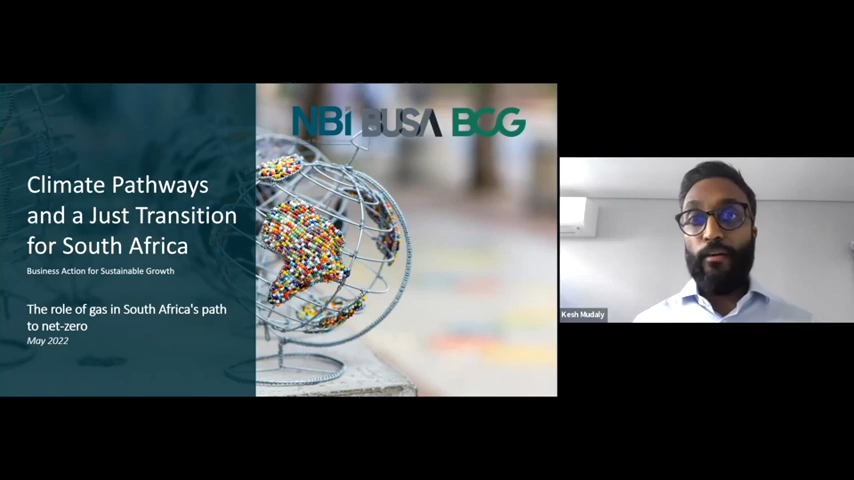 NBI BUSA BCG
Climate Pathways
and a Just Transition
for South Africa
Business Action for Sustainable Growth
The role of gas in South Africa's path
to net-zero
May 2022
Kesh Mudaly